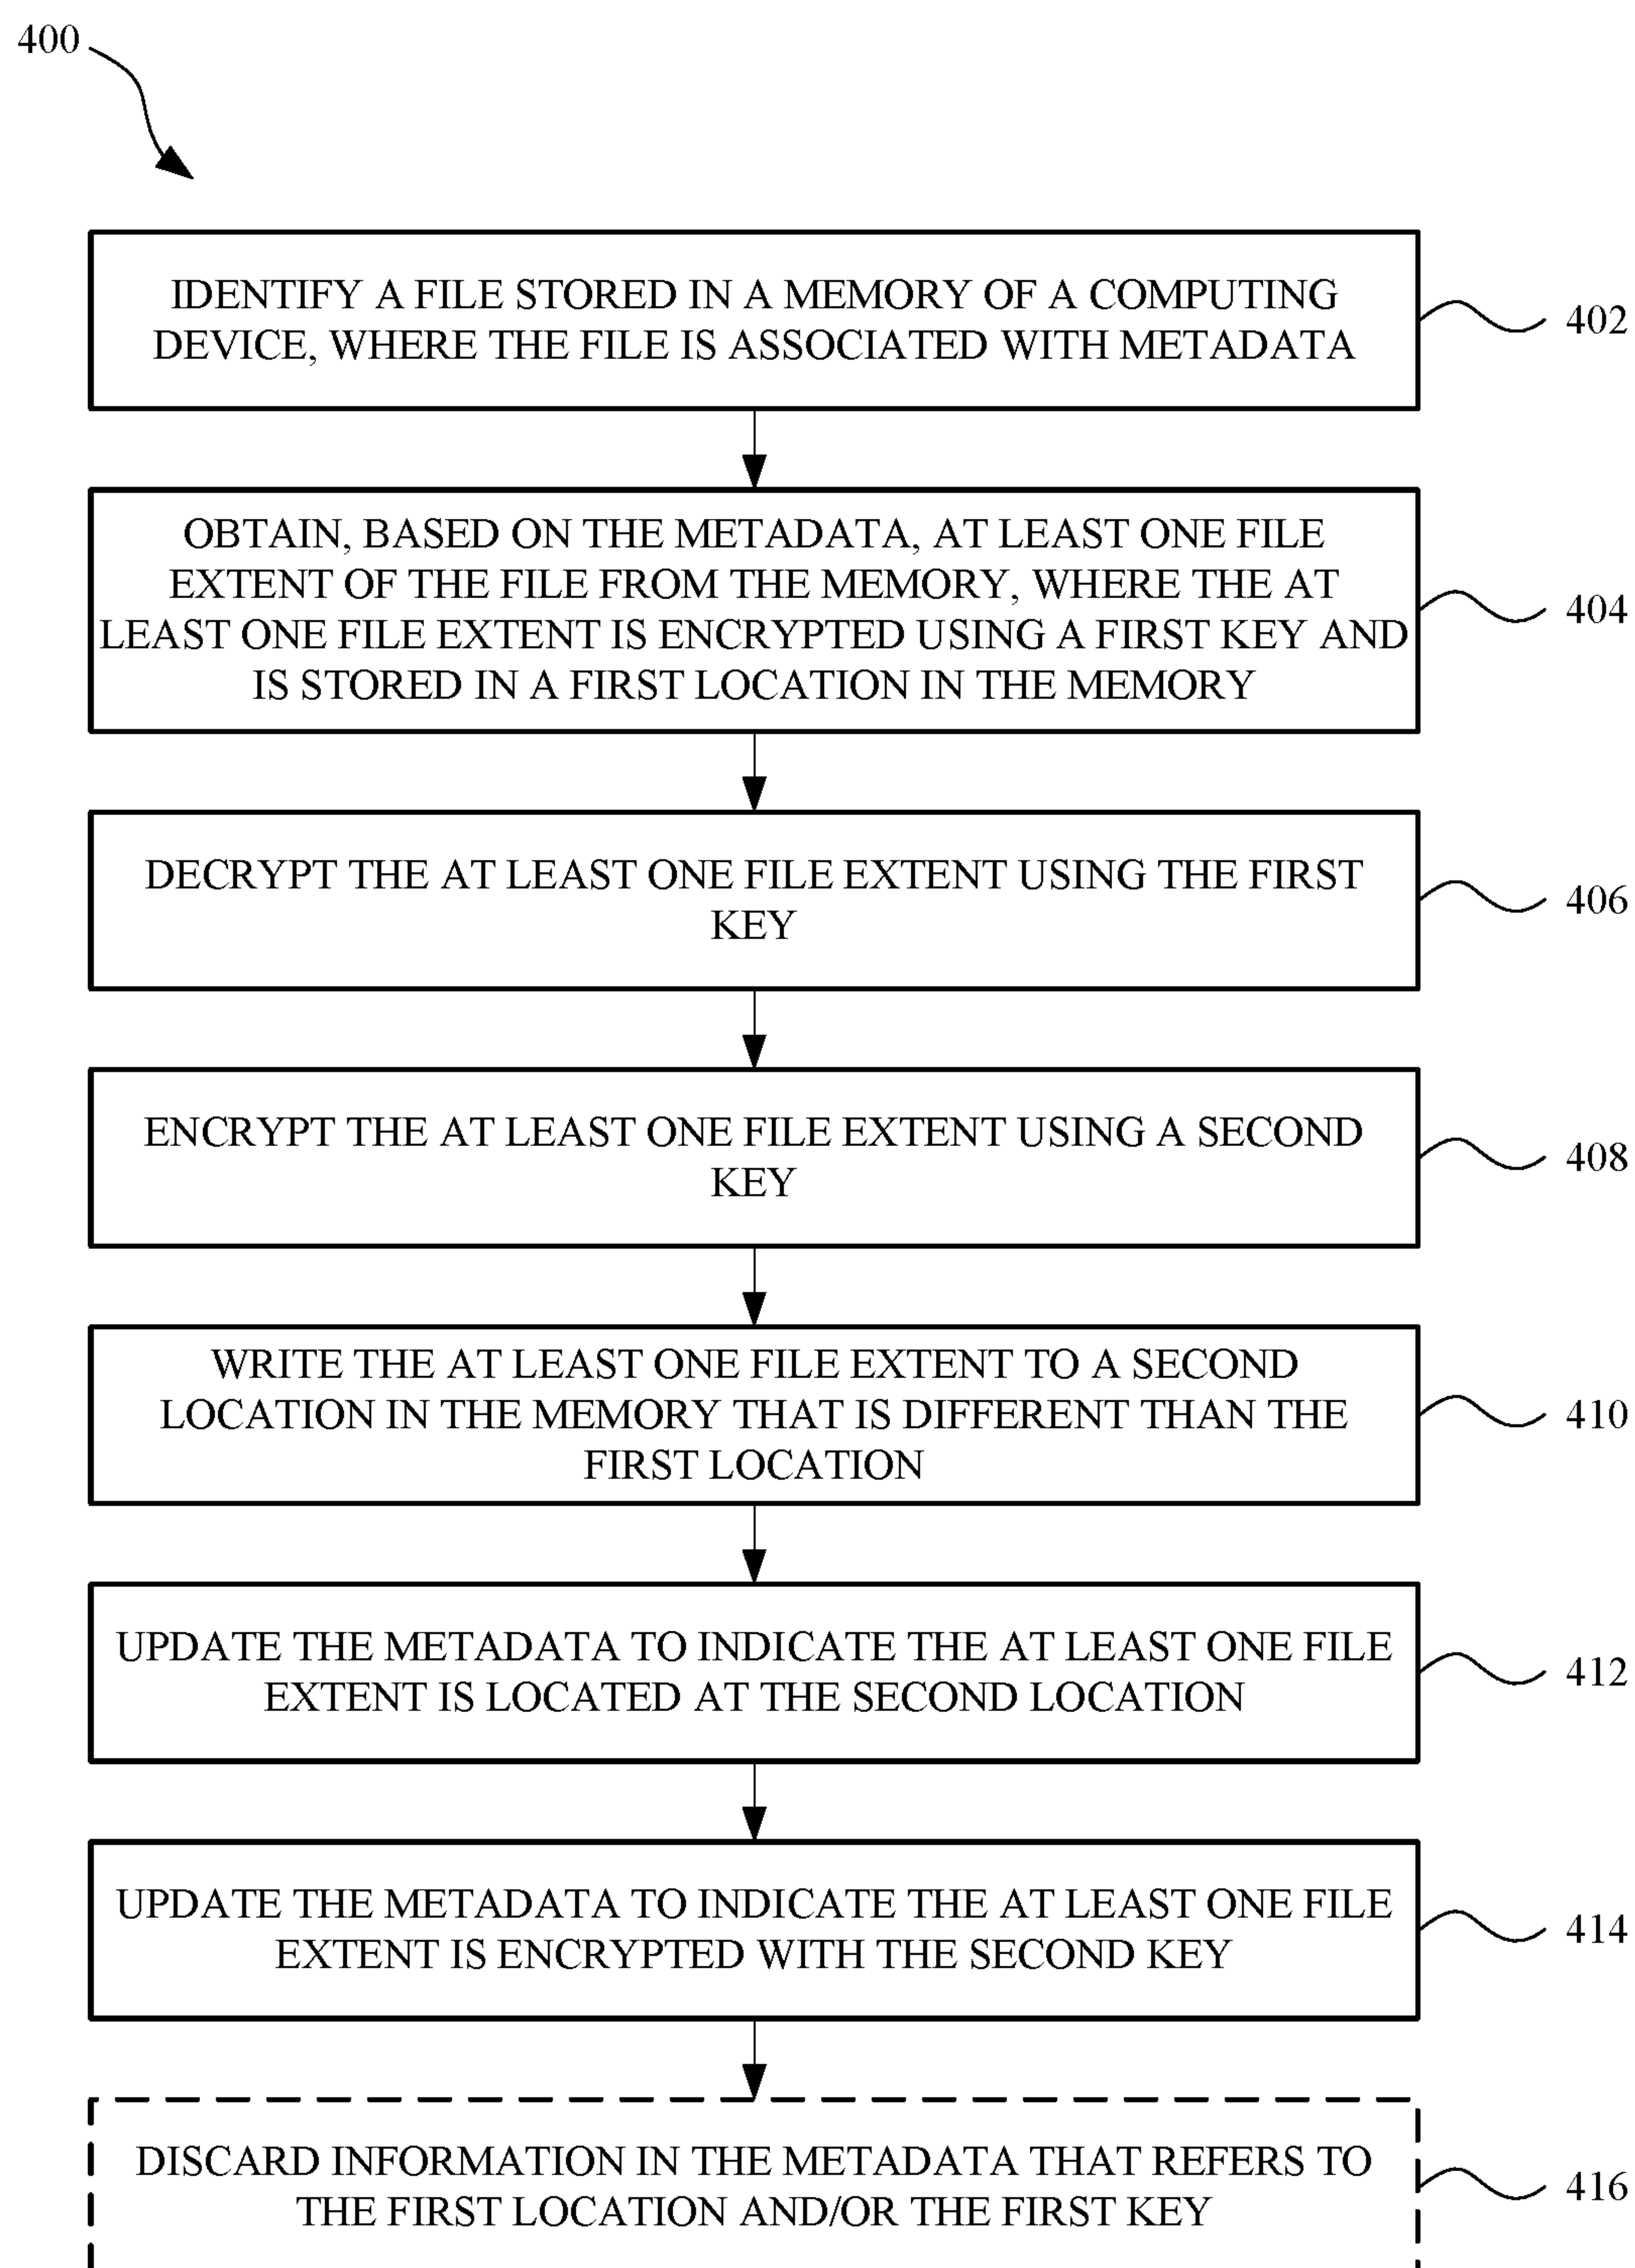 400
IDENTIFY A FILE STORED IN A MEMORY OF A COMPUTING
DEVICE, WHERE THE FILE IS ASSOCIATED WITH METADATA
402
OBTAIN, BASED ON THE METADATA, AT LEAST ONE FILE
EXTENT OF THE FILE FROM THE MEMORY, WHERE THE AT
LEAST ONE FILE EXTENT IS ENCRYPTED USING A FIRST KEY AND
IS STORED IN A FIRST LOCATION IN THE MEMORY
404
DECRYPT THE AT LEAST ONE FILE EXTENT USING THE FIRST
KEY
406
ENCRYPT THE AT LEAST ONE FILE EXTENT USING A SECOND
KEY
408
WRITE THE AT LEAST ONE FILE EXTENT TO A SECOND
LOCATION IN THE MEMORY THAT IS DIFFERENT THAN THE
FIRST LOCATION
410
UPDATE THE METADATA TO INDICATE THE AT LEAST ONE FILE
EXTENT IS LOCATED AT THE SECOND LOCATION
412
UPDATE THE METADATA TO INDICATE THE AT LEAST ONE FILE
EXTENT IS ENCRYPTED WITH THE SECOND KEY
414
DISCARD INFORMATION IN THE METADATA THAT REFERS TO
THE FIRST LOCATION AND/OR THE FIRST KEY
416